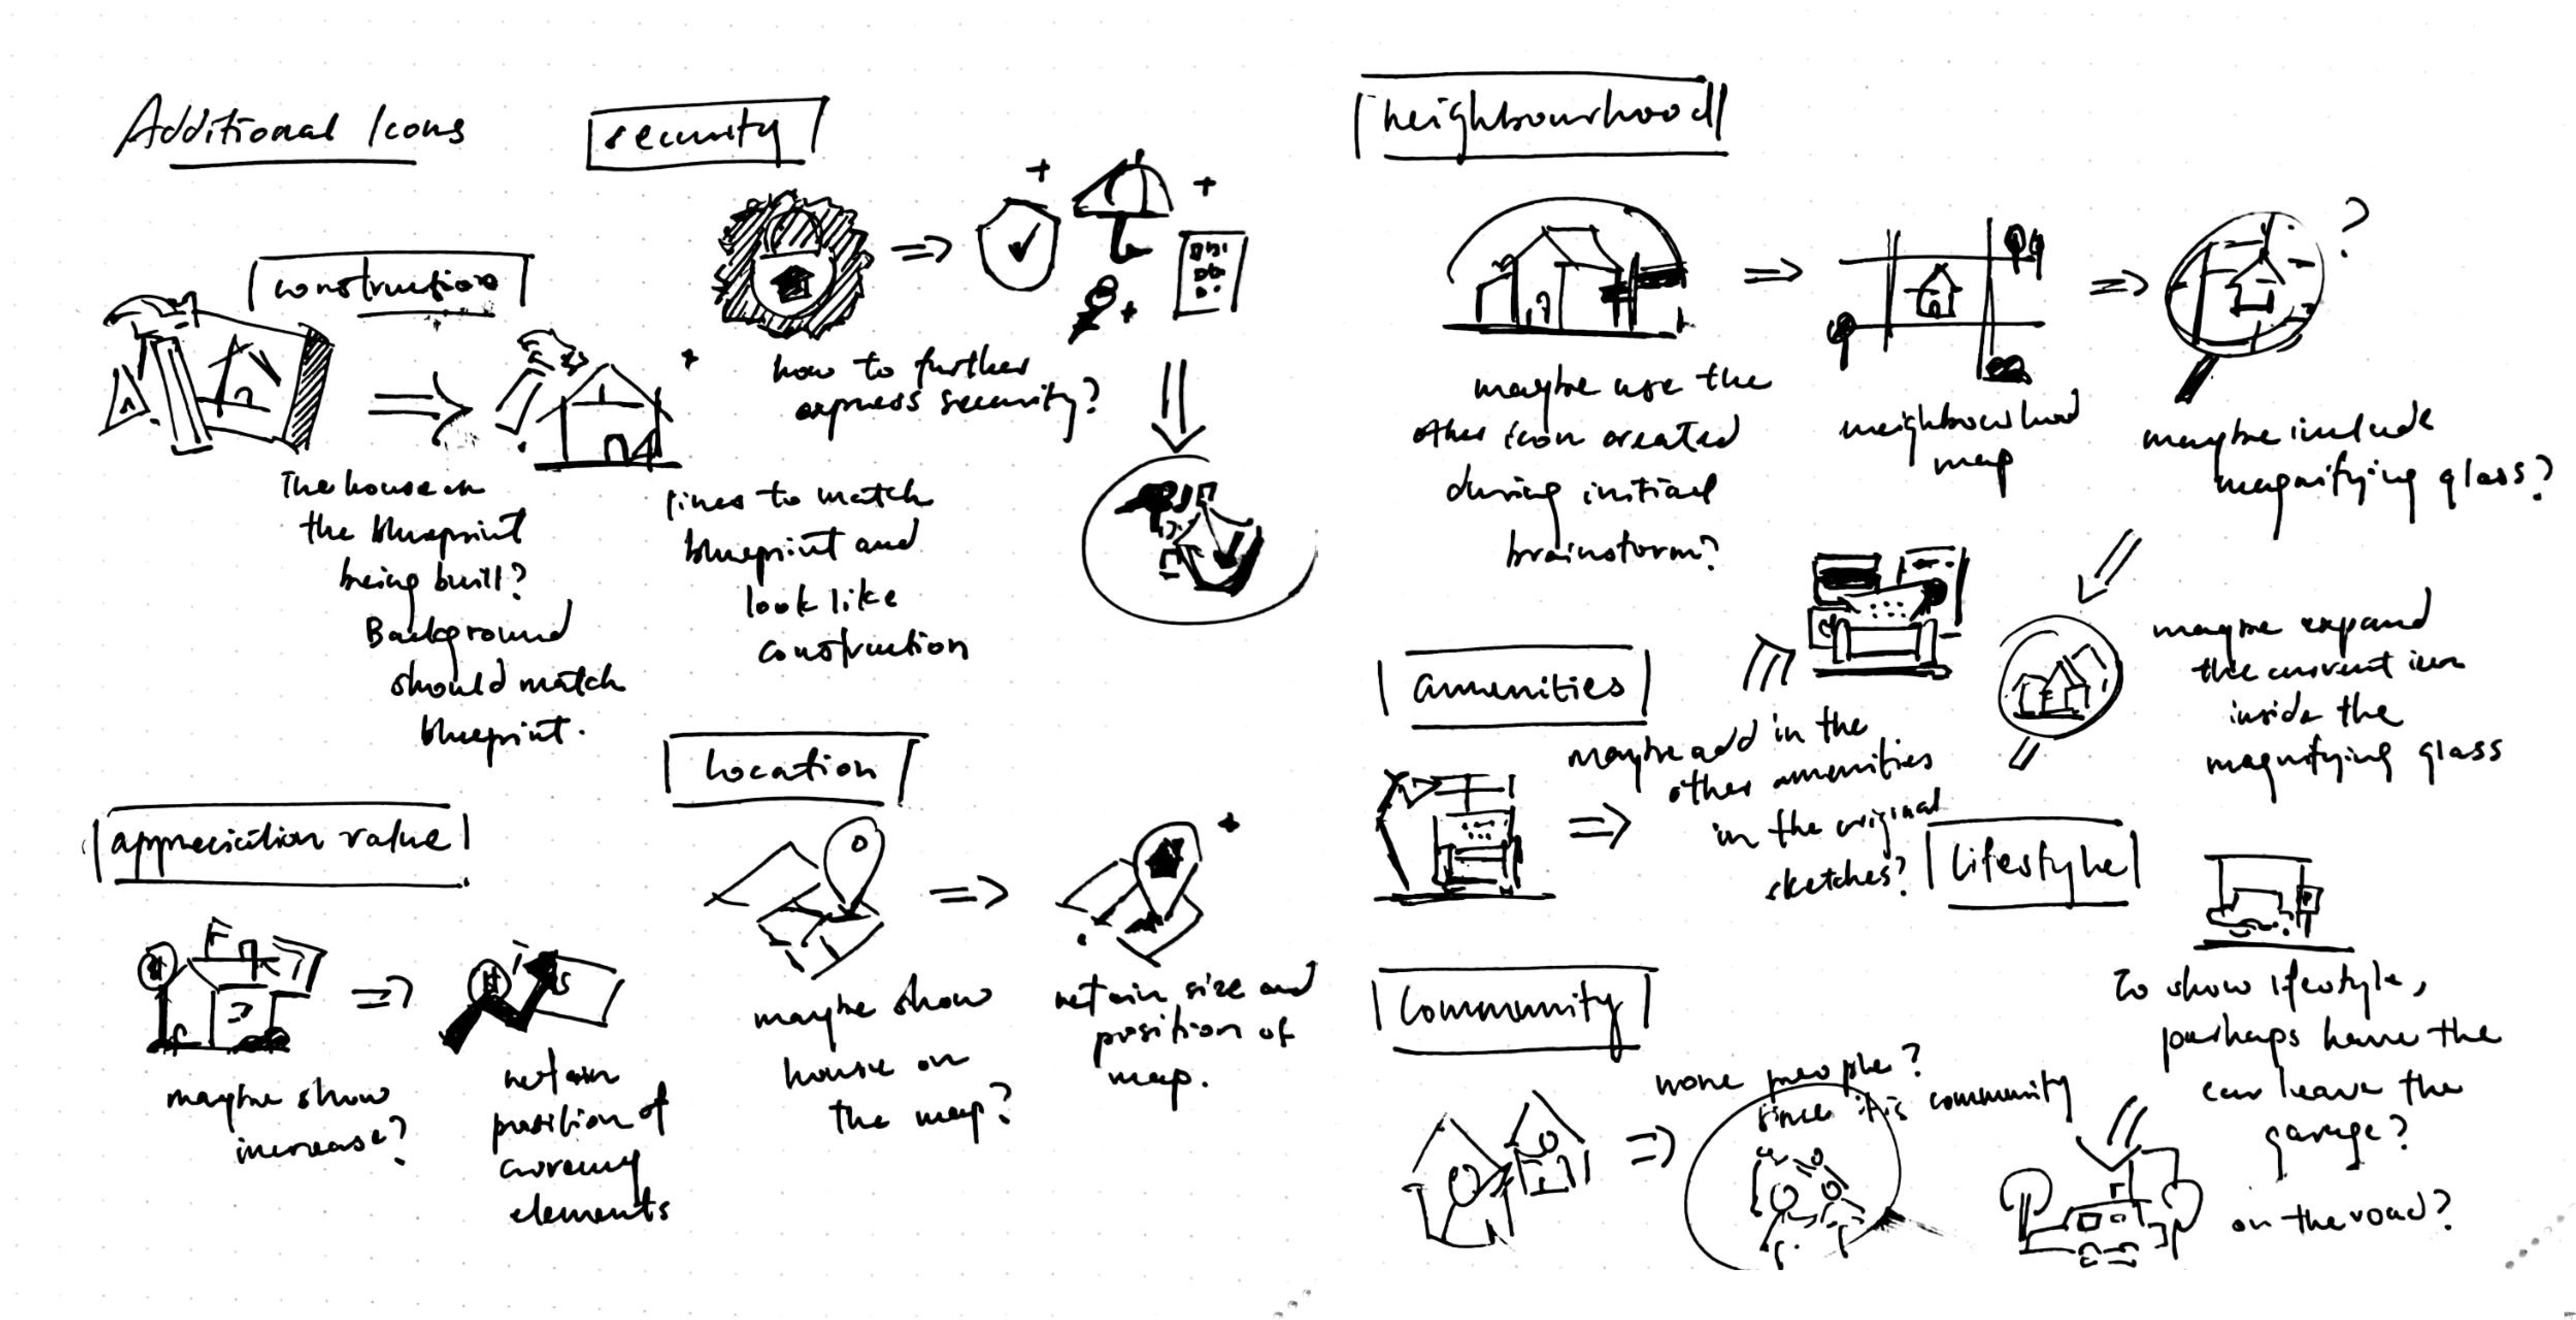 Additional Icons
security
how to further
express security?
construction
The house in
the blueprint
being built?
Background
should match
blueprint.
lines to match
blueprint and
look like
construction
appreciation value
maybe show
increase?
retain
position of
currency
elements
location
maybe show
house on
the map?
retain size and
position of
map.
neighbourhood
maybe use the
other icon created
during initial
brainstorm?
neighbourhood
map
?
maybe include
magnifying glass?
maybe expand
the current icon
inside the
magnifying glass
amenities
maybe add in the
other amenities
in the original
sketches?
lifestyle
To show lifestyle,
perhaps have the
car leave the
garage?
on the road?
Community
more people?
since it is community